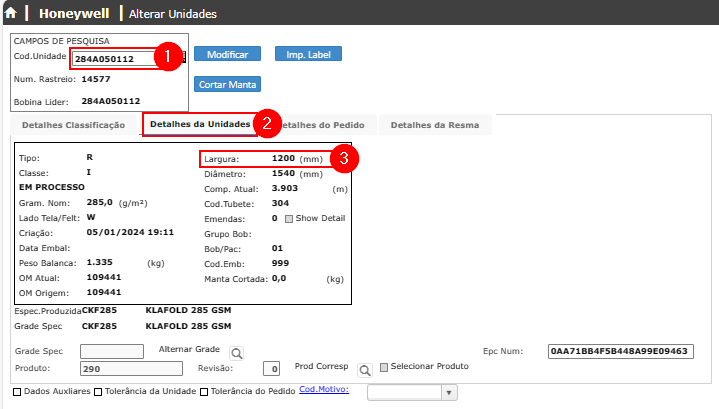 Honeywell Alterar Unidades
CAMPOS DE PESQUISA
Cod.Unidade 284A050112 1 Modificar Imp. Label
Num. Rastreio: 14577
Cortar Manta
Bobina Lider: 284A050112
Detalhes Classificação Detalhes da Unidades 2 etalhes do Pedido Detalhes da Resma
Tipo: R Largura: 1200 (mm) 3
Classe: I Diâmetro: 1540 (mm)
EM PROCESSO Comp. Atual: 3.903 (m)
Gram. Nom: 285,0 (g/m²) Cod.Tubete: 304
Lado Tela/Felt: W Emendas: 0 Show Detail
Criação: 05/01/2024 19:11 Grupo Bob:
Data Embal: Bob/Pac: 01
Peso Balanca: 1.335 (kg) Cod.Emb: 999
OM Atual: 109441 Manta Cortada: 0,0 (kg)
OM Origem: 109441
Espec.Produzida CKF285 KLAFOLD 285 GSM
Grade Spec CKF285 KLAFOLD 285 GSM
Grade Spec Alternar Grade Epc Num: 0AA71BB4F5B448A99E09463
Produto: 290 Revisão: 0 Prod Corresp Selecionar Produto
Dados Auxliares Tolerância da Unidade Tolerância do Pedido Cod.Motivo: